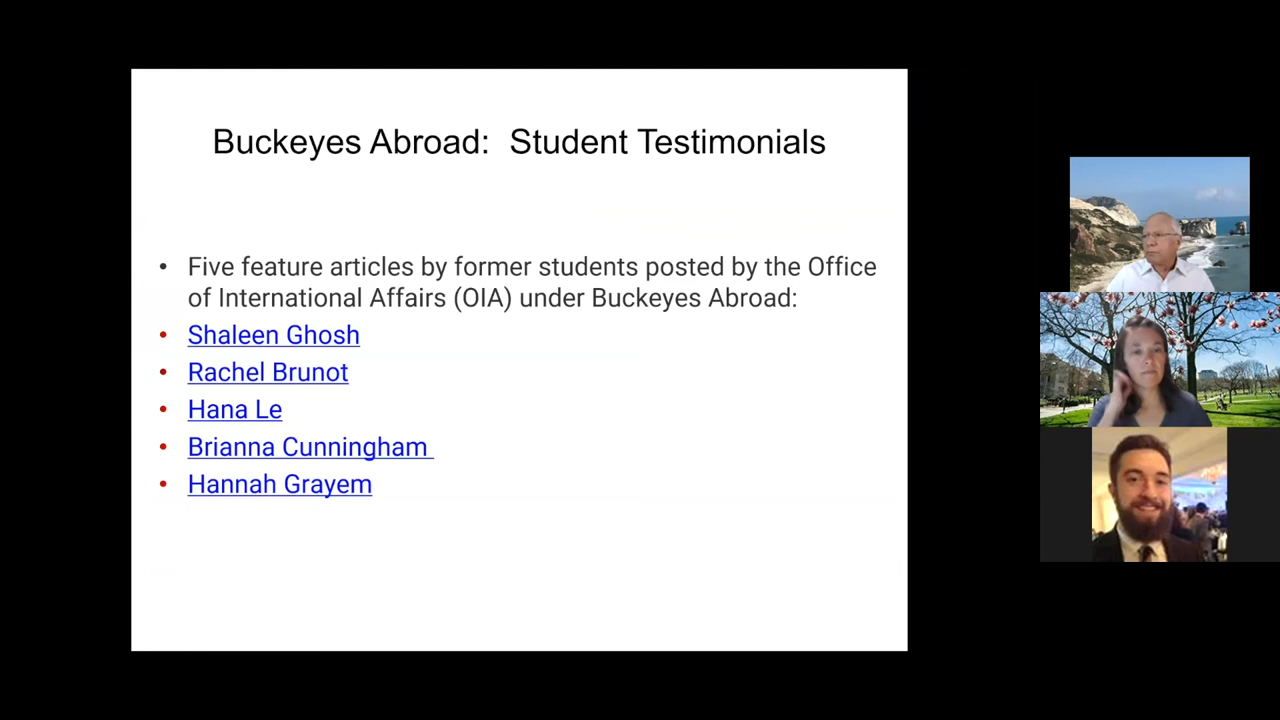 Buckeyes Abroad:  Student Testimonials
• Five feature articles by former students posted by the Office
of International Affairs (OIA) under Buckeyes Abroad:
• Shaleen Ghosh
• Rachel Brunot
• Hana Le
• Brianna Cunningham
• Hannah Grayem